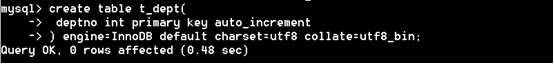 mysql> create table t_dept(
    -> deptno int primary key auto_increment
    -> ) engine=InnoDB default charset=utf8 collate=utf8_bin;
Query OK, 0 rows affected (0.48 sec)